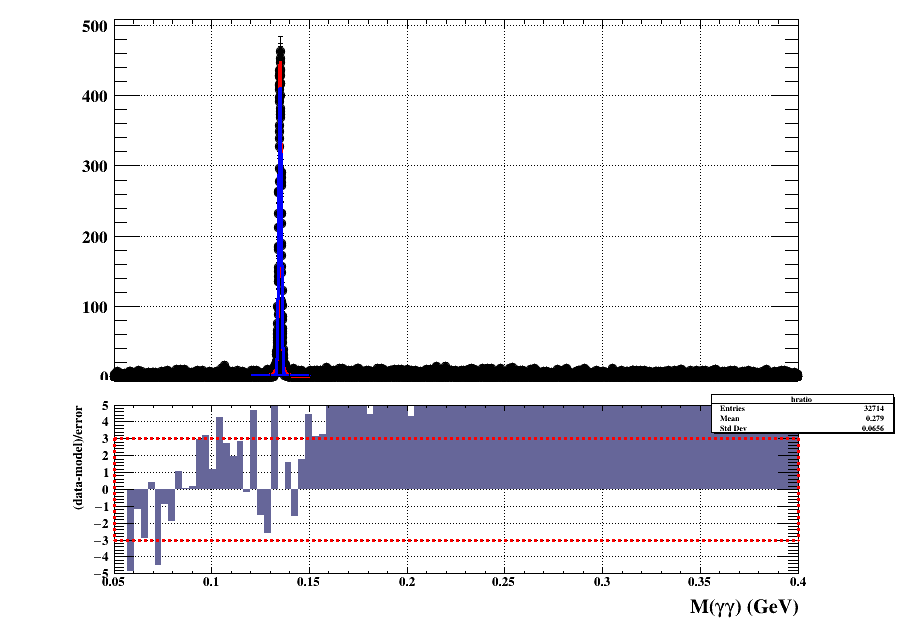 500
400
300
200
100
0
(data-model)/error
5
4
3
2
1
0
−1
−2
−3
−4
−5
hratio
Entries 32714
Mean 0.279
Std Dev 0.0656
0.05 0.1 0.15 0.2 0.25 0.3 0.35 0.4
M(γγ) (GeV)